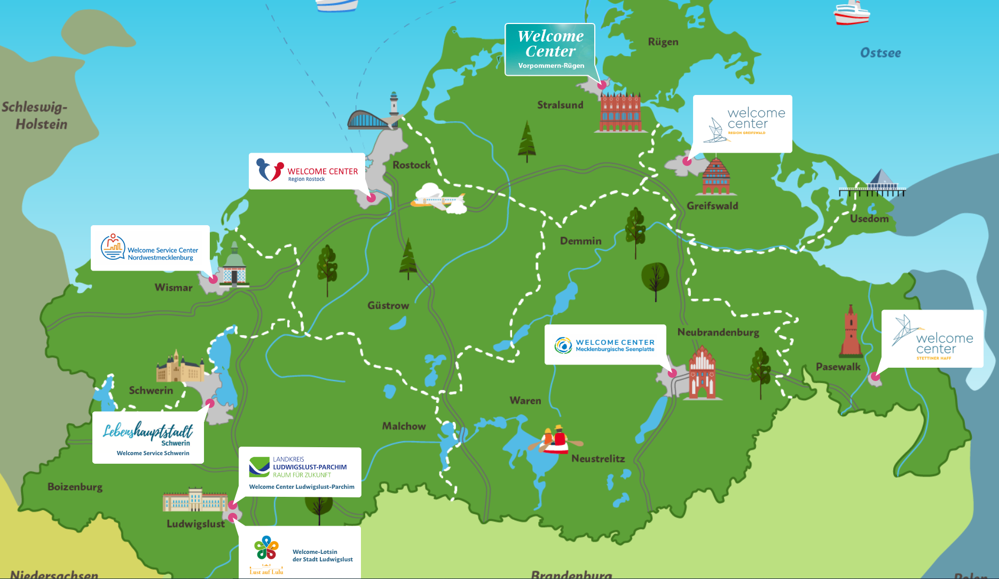 Welcome
Center
Vorpommern-Rügen
Rügen
Ostsee
Schleswig-
Holstein
Stralsund
welcome
center
REGION GREIFSWALD
Rostock
WELCOME CENTER
Region Rostock
Greifswald
Usedom
Demmin
Welcome Service Center
Nordwestmecklenburg
Wismar
Güstrow
WELCOME CENTER
Mecklenburgische Seenplatte
Neubrandenburg
welcome
center
STETTINER HAFF
Pasewalk
Schwerin
Waren
Malchow
Lebenshauptstadt
Schwerin
Welcome Service Schwerin
Neustrelitz
LANDKREIS
LUDWIGSLUST-PARCHIM
RAUM FÜR ZUKUNFT
Welcome Center Ludwigslust-Parchim
Boizenburg
Ludwigslust
Welcome-Lotsin
der Stadt Ludwigslust
Lust auf Lulu
Niedersachsen
Brandenburg
Polen